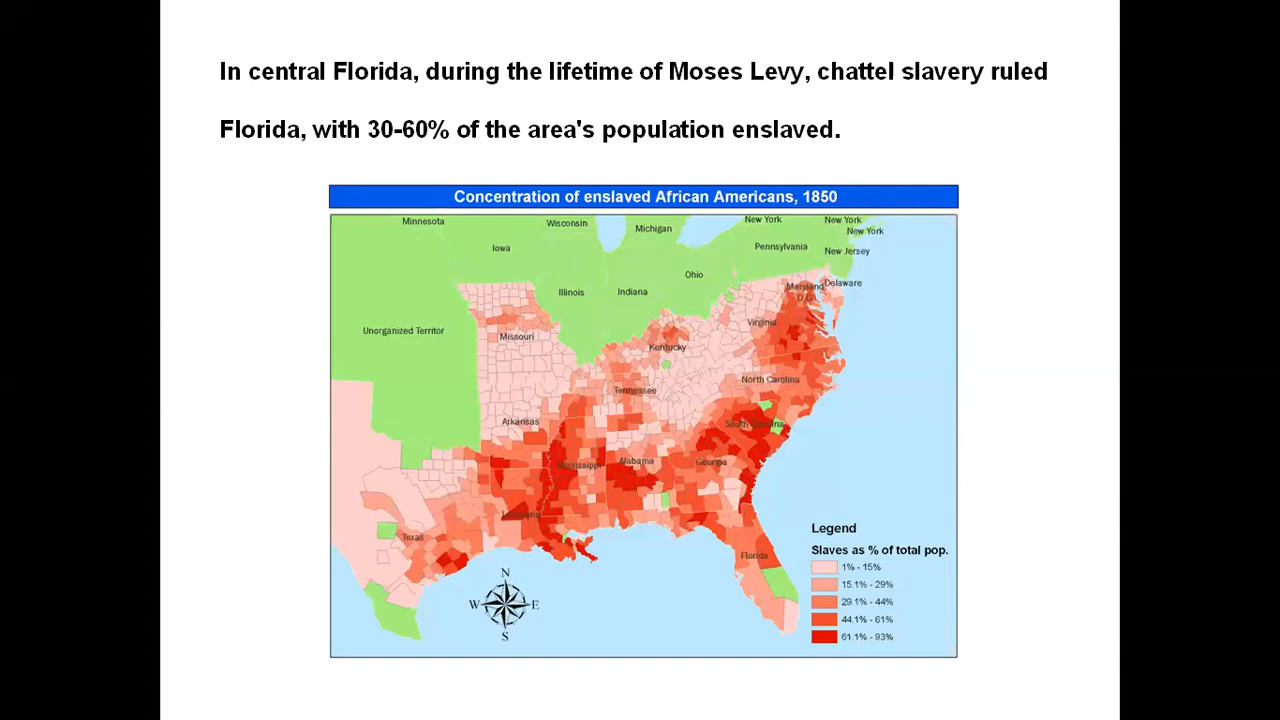 In central Florida, during the lifetime of Moses Levy, chattel slavery ruled
Florida, with 30-60% of the area's population enslaved.
Concentration of enslaved African Americans, 1850
Minnesota
Wisconsin
Michigan
New York
New York
New York
Iowa
Pennsylvania
New Jersey
Ohio
Illinois
Indiana
Maryland
Delaware
D.C.
Unorganized Territor
Missouri
Virginia
Kentucky
North Carolina
Tennessee
Arkansas
South Carolina
Mississippi
Alabama
Georgia
Louisiana
Texas
Florida
N
W
E
S
Legend
Slaves as % of total pop.
1% - 15%
15.1% - 29%
29.1% - 44%
44.1% - 61%
61.1% - 93%